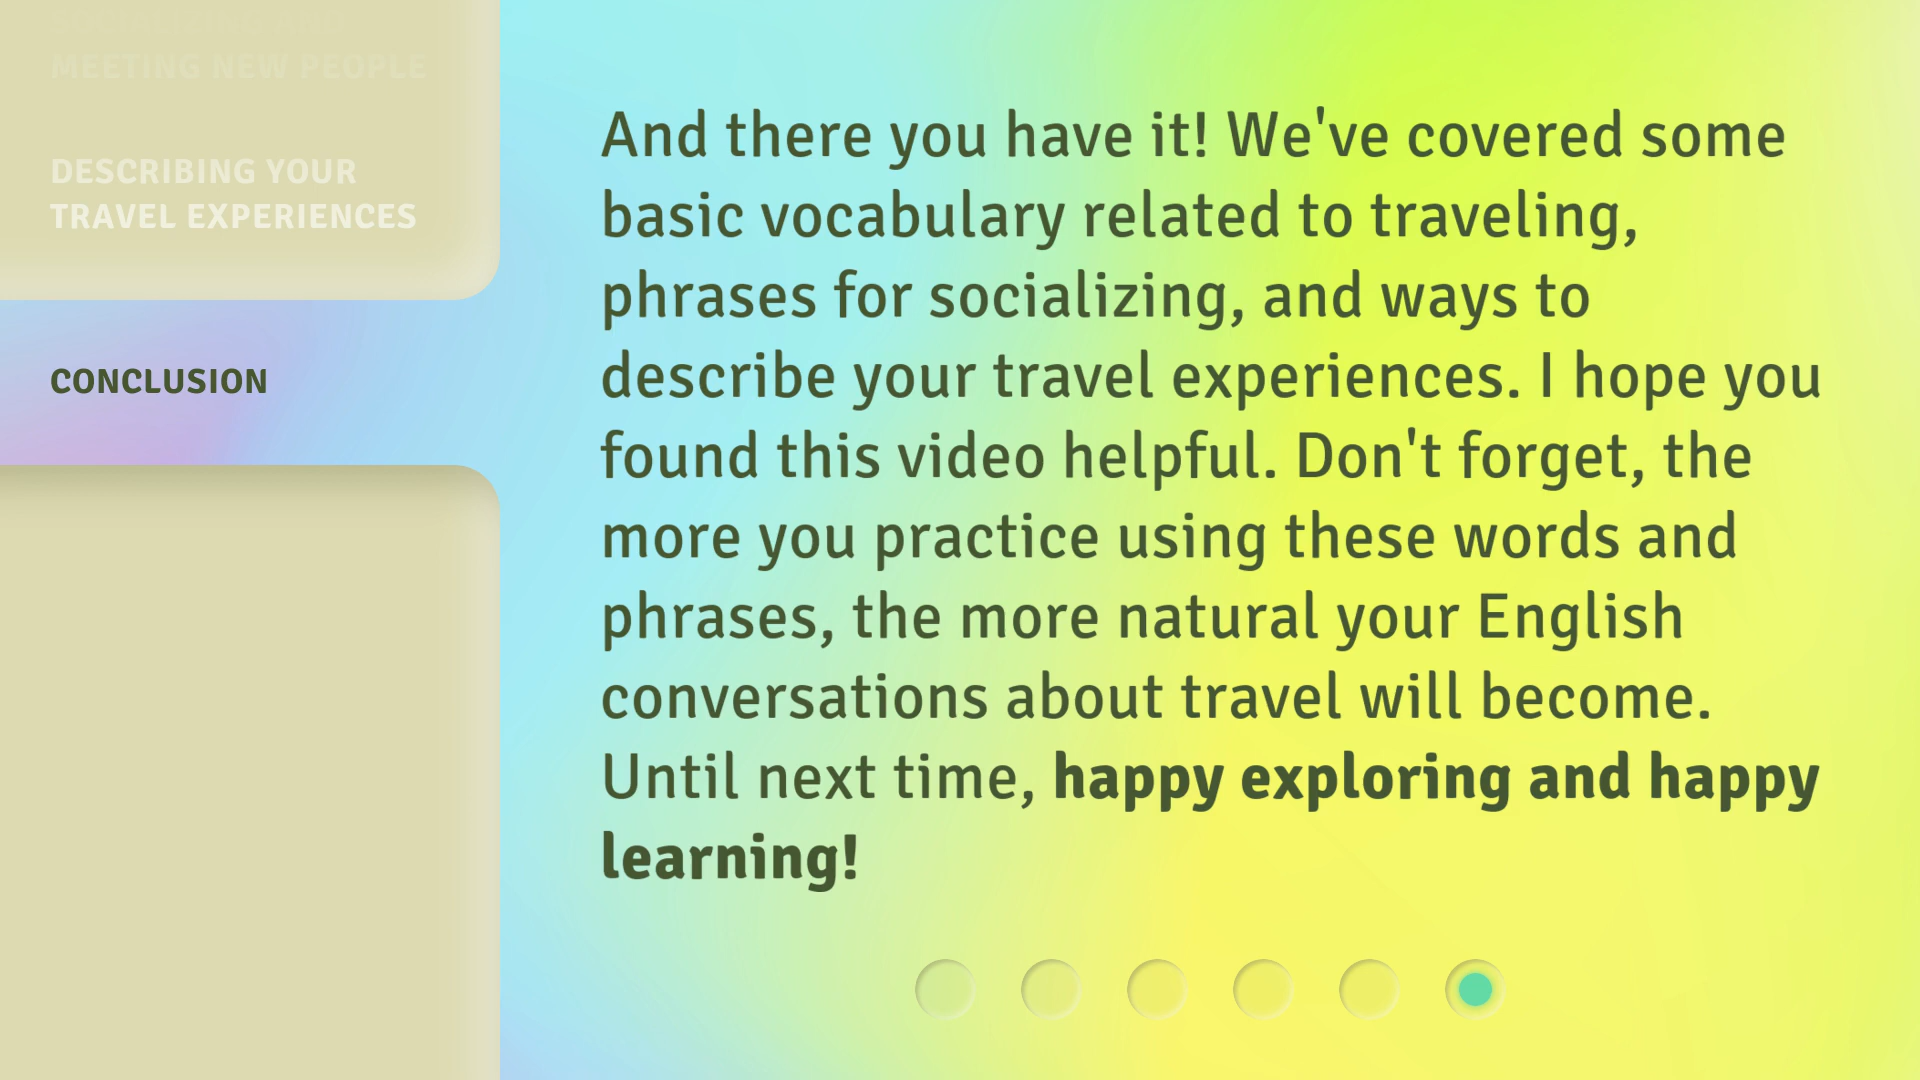 SOCIALIZING AND
MEETING NEW PEOPLE
DESCRIBING YOUR
TRAVEL EXPERIENCES
CONCLUSION
And there you have it! We've covered some
basic vocabulary related to traveling,
phrases for socializing, and ways to
describe your travel experiences. I hope you
found this video helpful. Don't forget, the
more you practice using these words and
phrases, the more natural your English
conversations about travel will become.
Until next time, happy exploring and happy
learning!